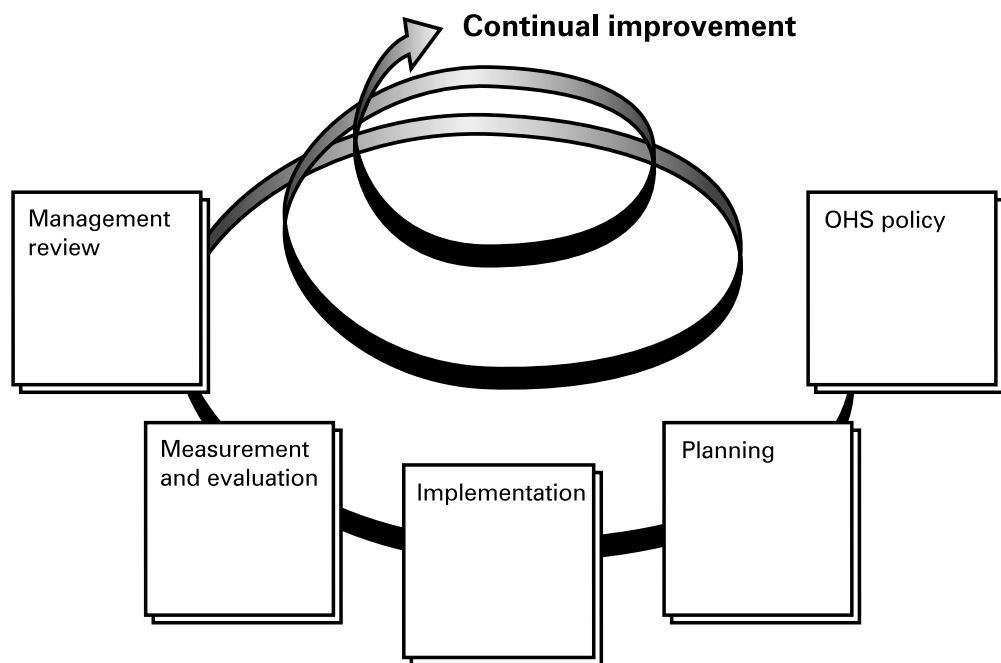 Continual improvement
Management
review
OHS policy
Measurement
and evaluation
Implementation
Planning